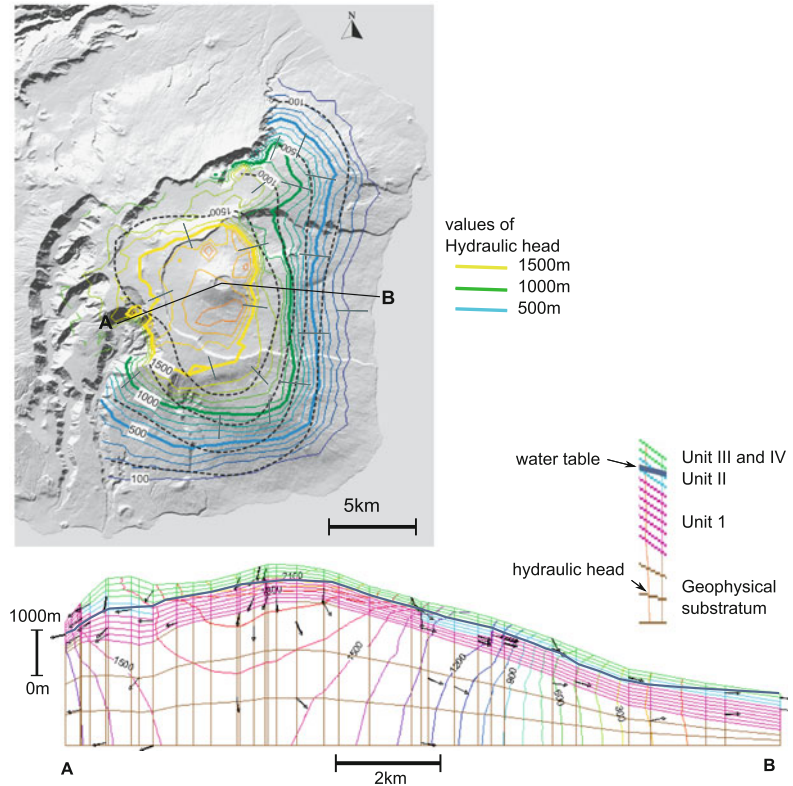 N
100
500
1000
1500
A
B
1500
1000
500
100
5km
values of
Hydraulic head
1500m
1000m
500m
water table
Unit III and IV
Unit II
Unit 1
hydraulic head
Geophysical
substratum
1000m
0m
2100
1500
1500
1200
900
600
300
A
B
2km